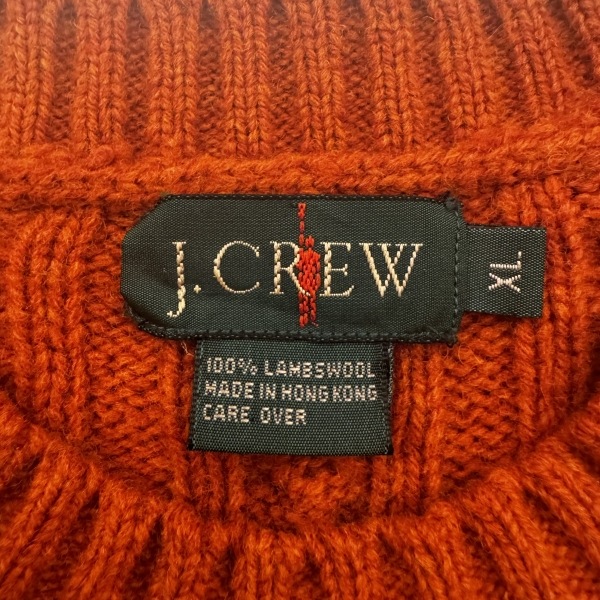 J. CREW
XL
100% LAMBSWOOL
MADE IN HONG KONG
CARE OVER